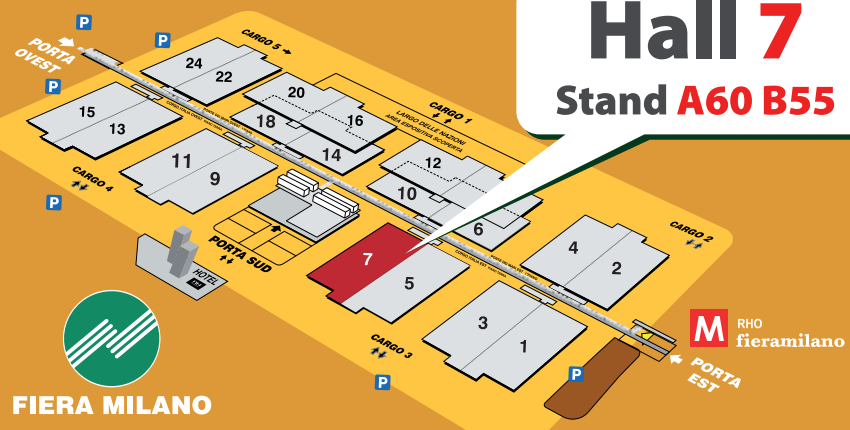 Hall 7
Stand A60 B55
P
P
PORTA
OVEST
CARGO 5
P
24
22
20
18
16
14
CARGO 1
LARGO DELLE NAZIONI
AREA ESPOSITIVA SCOPERTA
15
13
11
9
12
10
6
CARGO 4
P
PORTA SUD
HOTEL
7
5
4
2
CARGO 2
3
1
CARGO 3
P
P
M
RHO
fieramilano
PORTA
EST
FIERA MILANO